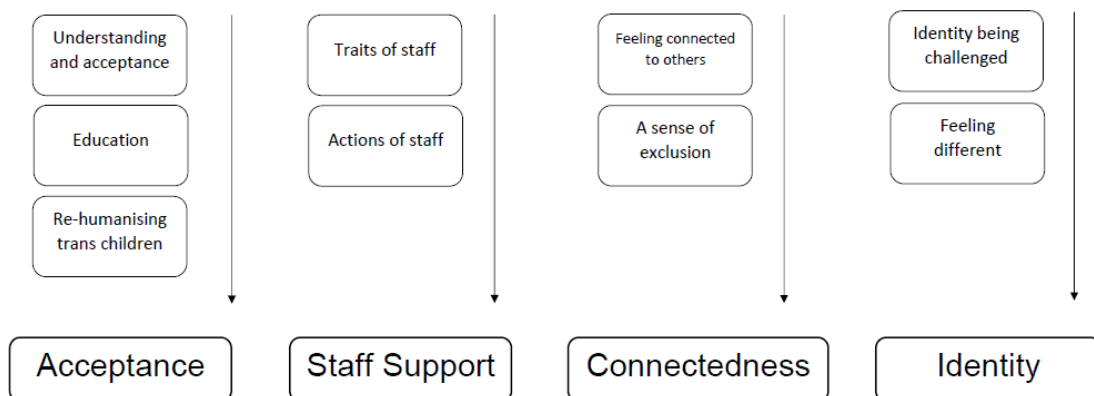 Understanding
and acceptance
Education
Re-humanising
trans children
Acceptance
Traits of staff
Actions of staff
Staff Support
Feeling connected
to others
A sense of
exclusion
Connectedness
Identity being
challenged
Feeling
different
Identity